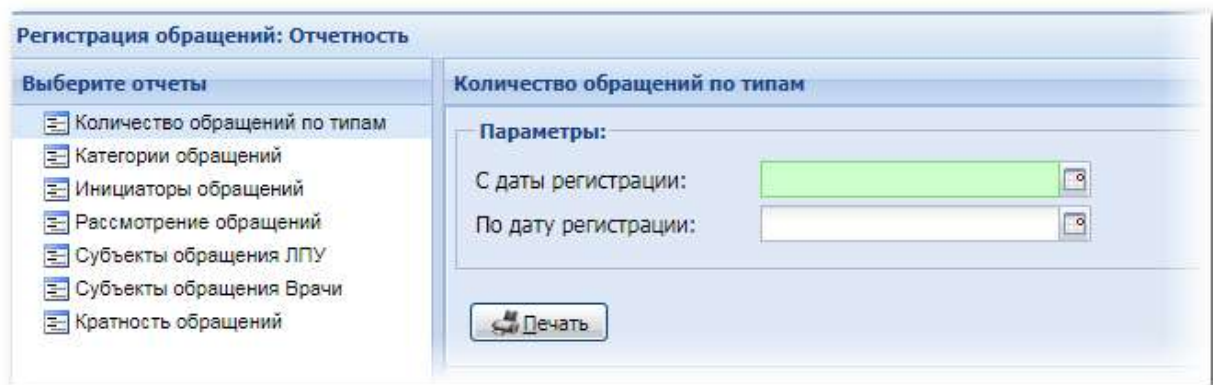 Регистрация обращений: Отчетность
Выберите отчеты
Количество обращений по типам
Категории обращений
Инициаторы обращений
Рассмотрение обращений
Субъекты обращения ЛПУ
Субъекты обращения Врачи
Кратность обращений
Количество обращений по типам
Параметры:
С даты регистрации:
По дату регистрации:
Печать